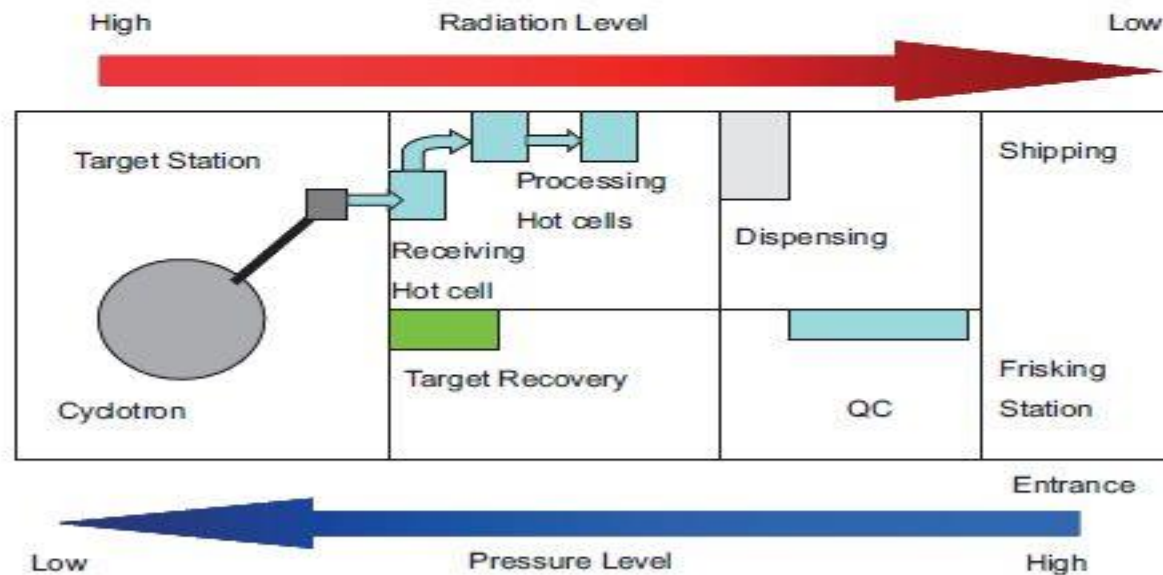 High Radiation Level Low
Target Station
Shipping
Processing
Hot cells
Dispensing
Receiving
Hot cell
Target Recovery
Frisking
Station
Cyclotron
QC
Entrance
Low Pressure Level High